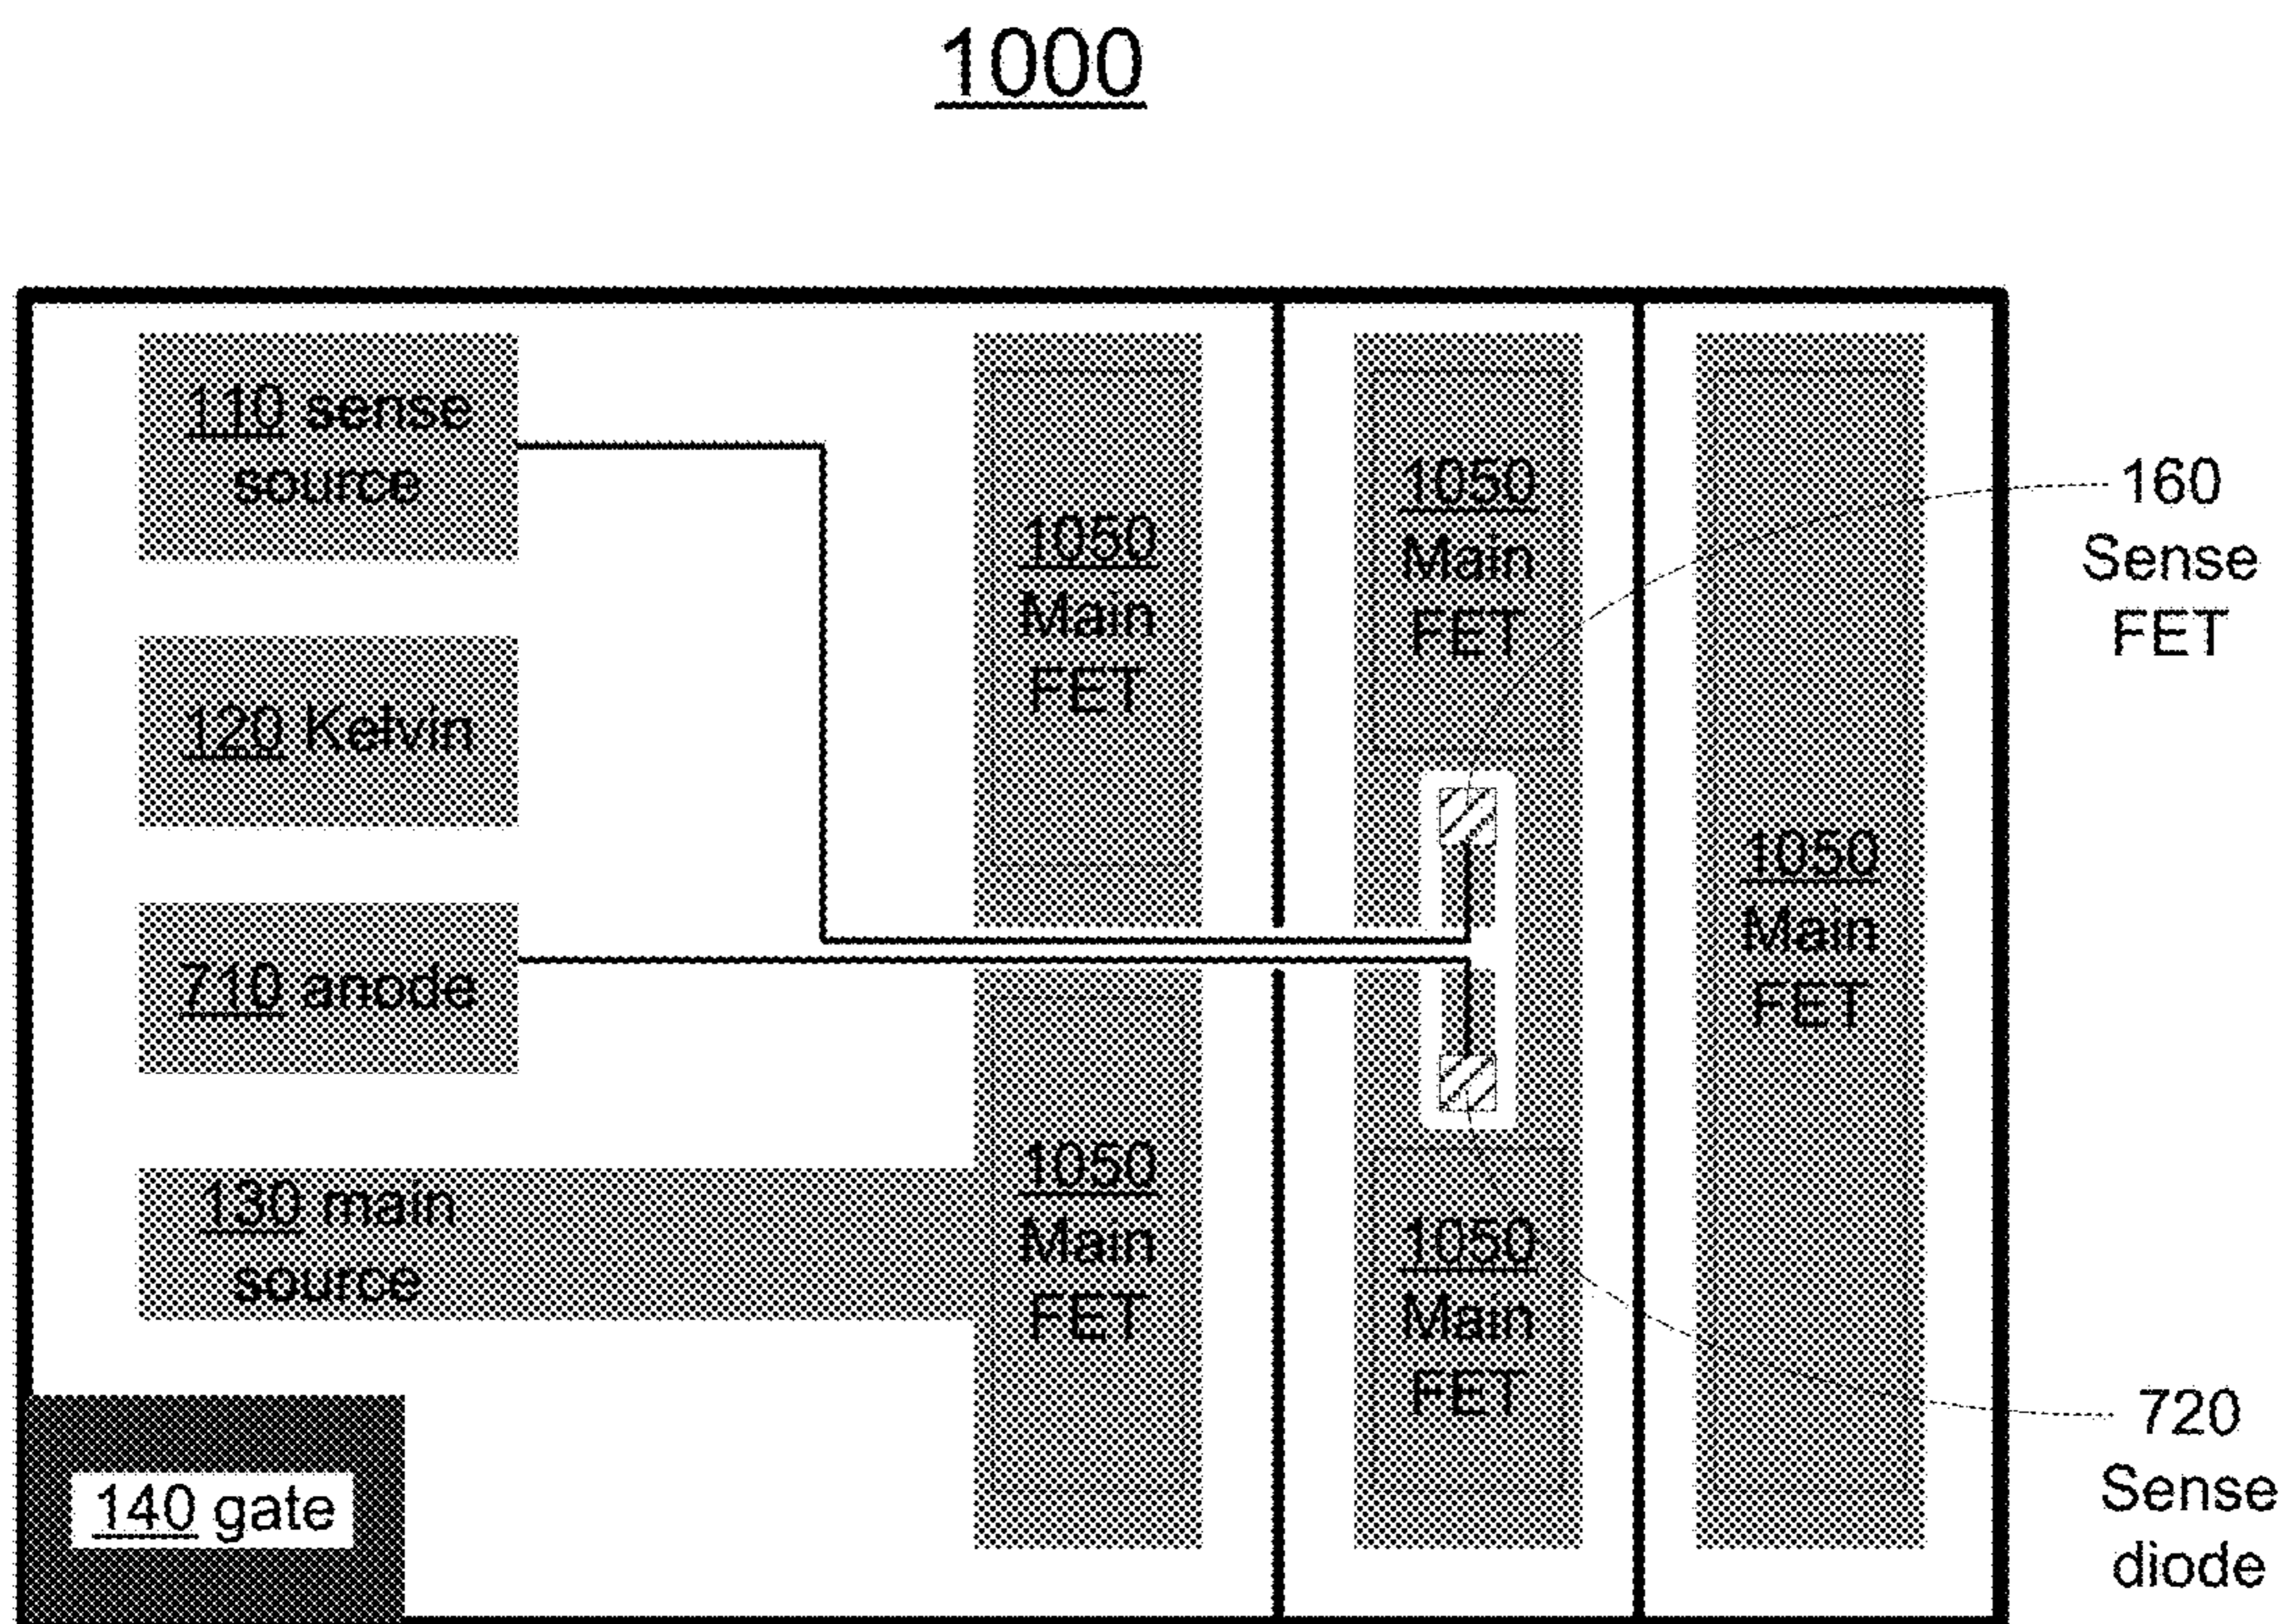 1000
110 sense
source
120 Kelvin
710 anode
130 main
source
140 gate
1050
Main
FET
1050
Main
FET
1050
Main
FET
1050
Main
FET
1050
Main
FET
160
Sense
FET
720
Sense
diode